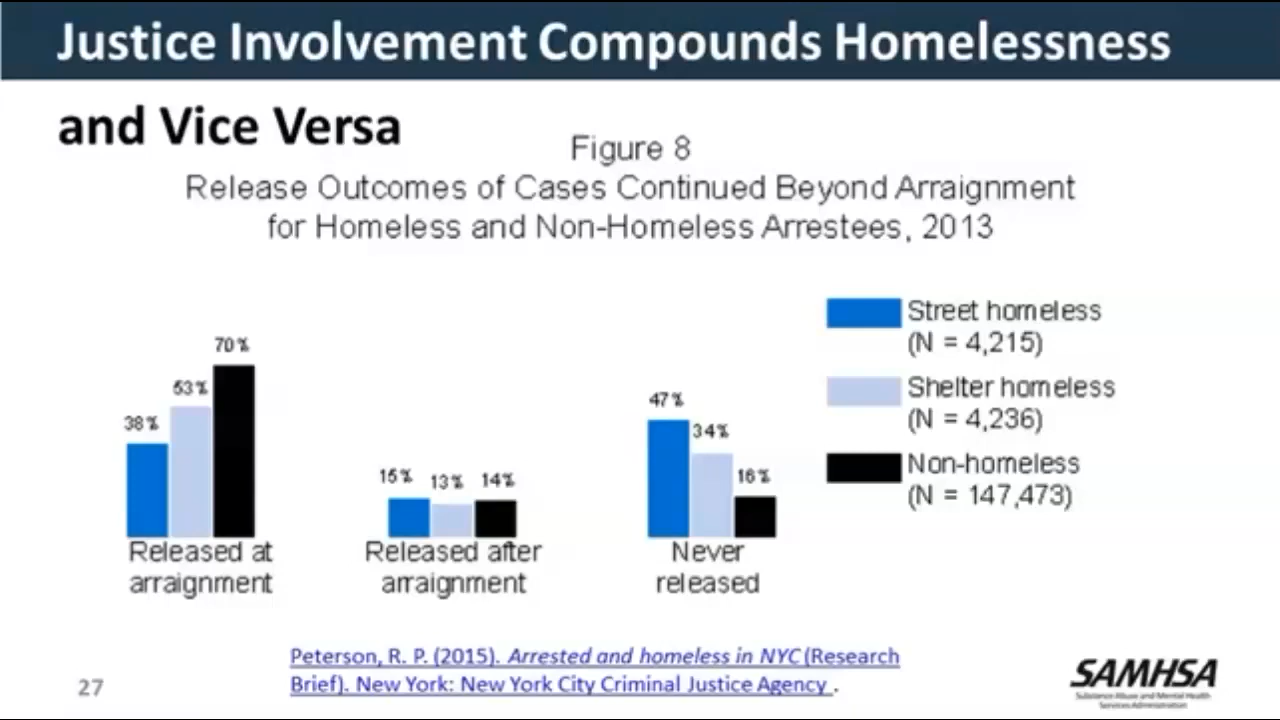 Justice Involvement Compounds Homelessness
and Vice Versa
Figure 8
Release Outcomes of Cases Continued Beyond Arraignment
for Homeless and Non-Homeless Arrestees, 2013
38% 53% 70%
15% 13% 14%
47% 34% 16%
Released at
arraignment
Released after
arraignment
Never
released
Street homeless
(N = 4,215)
Shelter homeless
(N = 4,236)
Non-homeless
(N = 147,473)
Peterson, R. P. (2015). Arrested and homeless in NYC (Research
Brief). New York: New York City Criminal Justice Agency .
27
SAMHSA
Substance Abuse and Mental Health
Services Administration